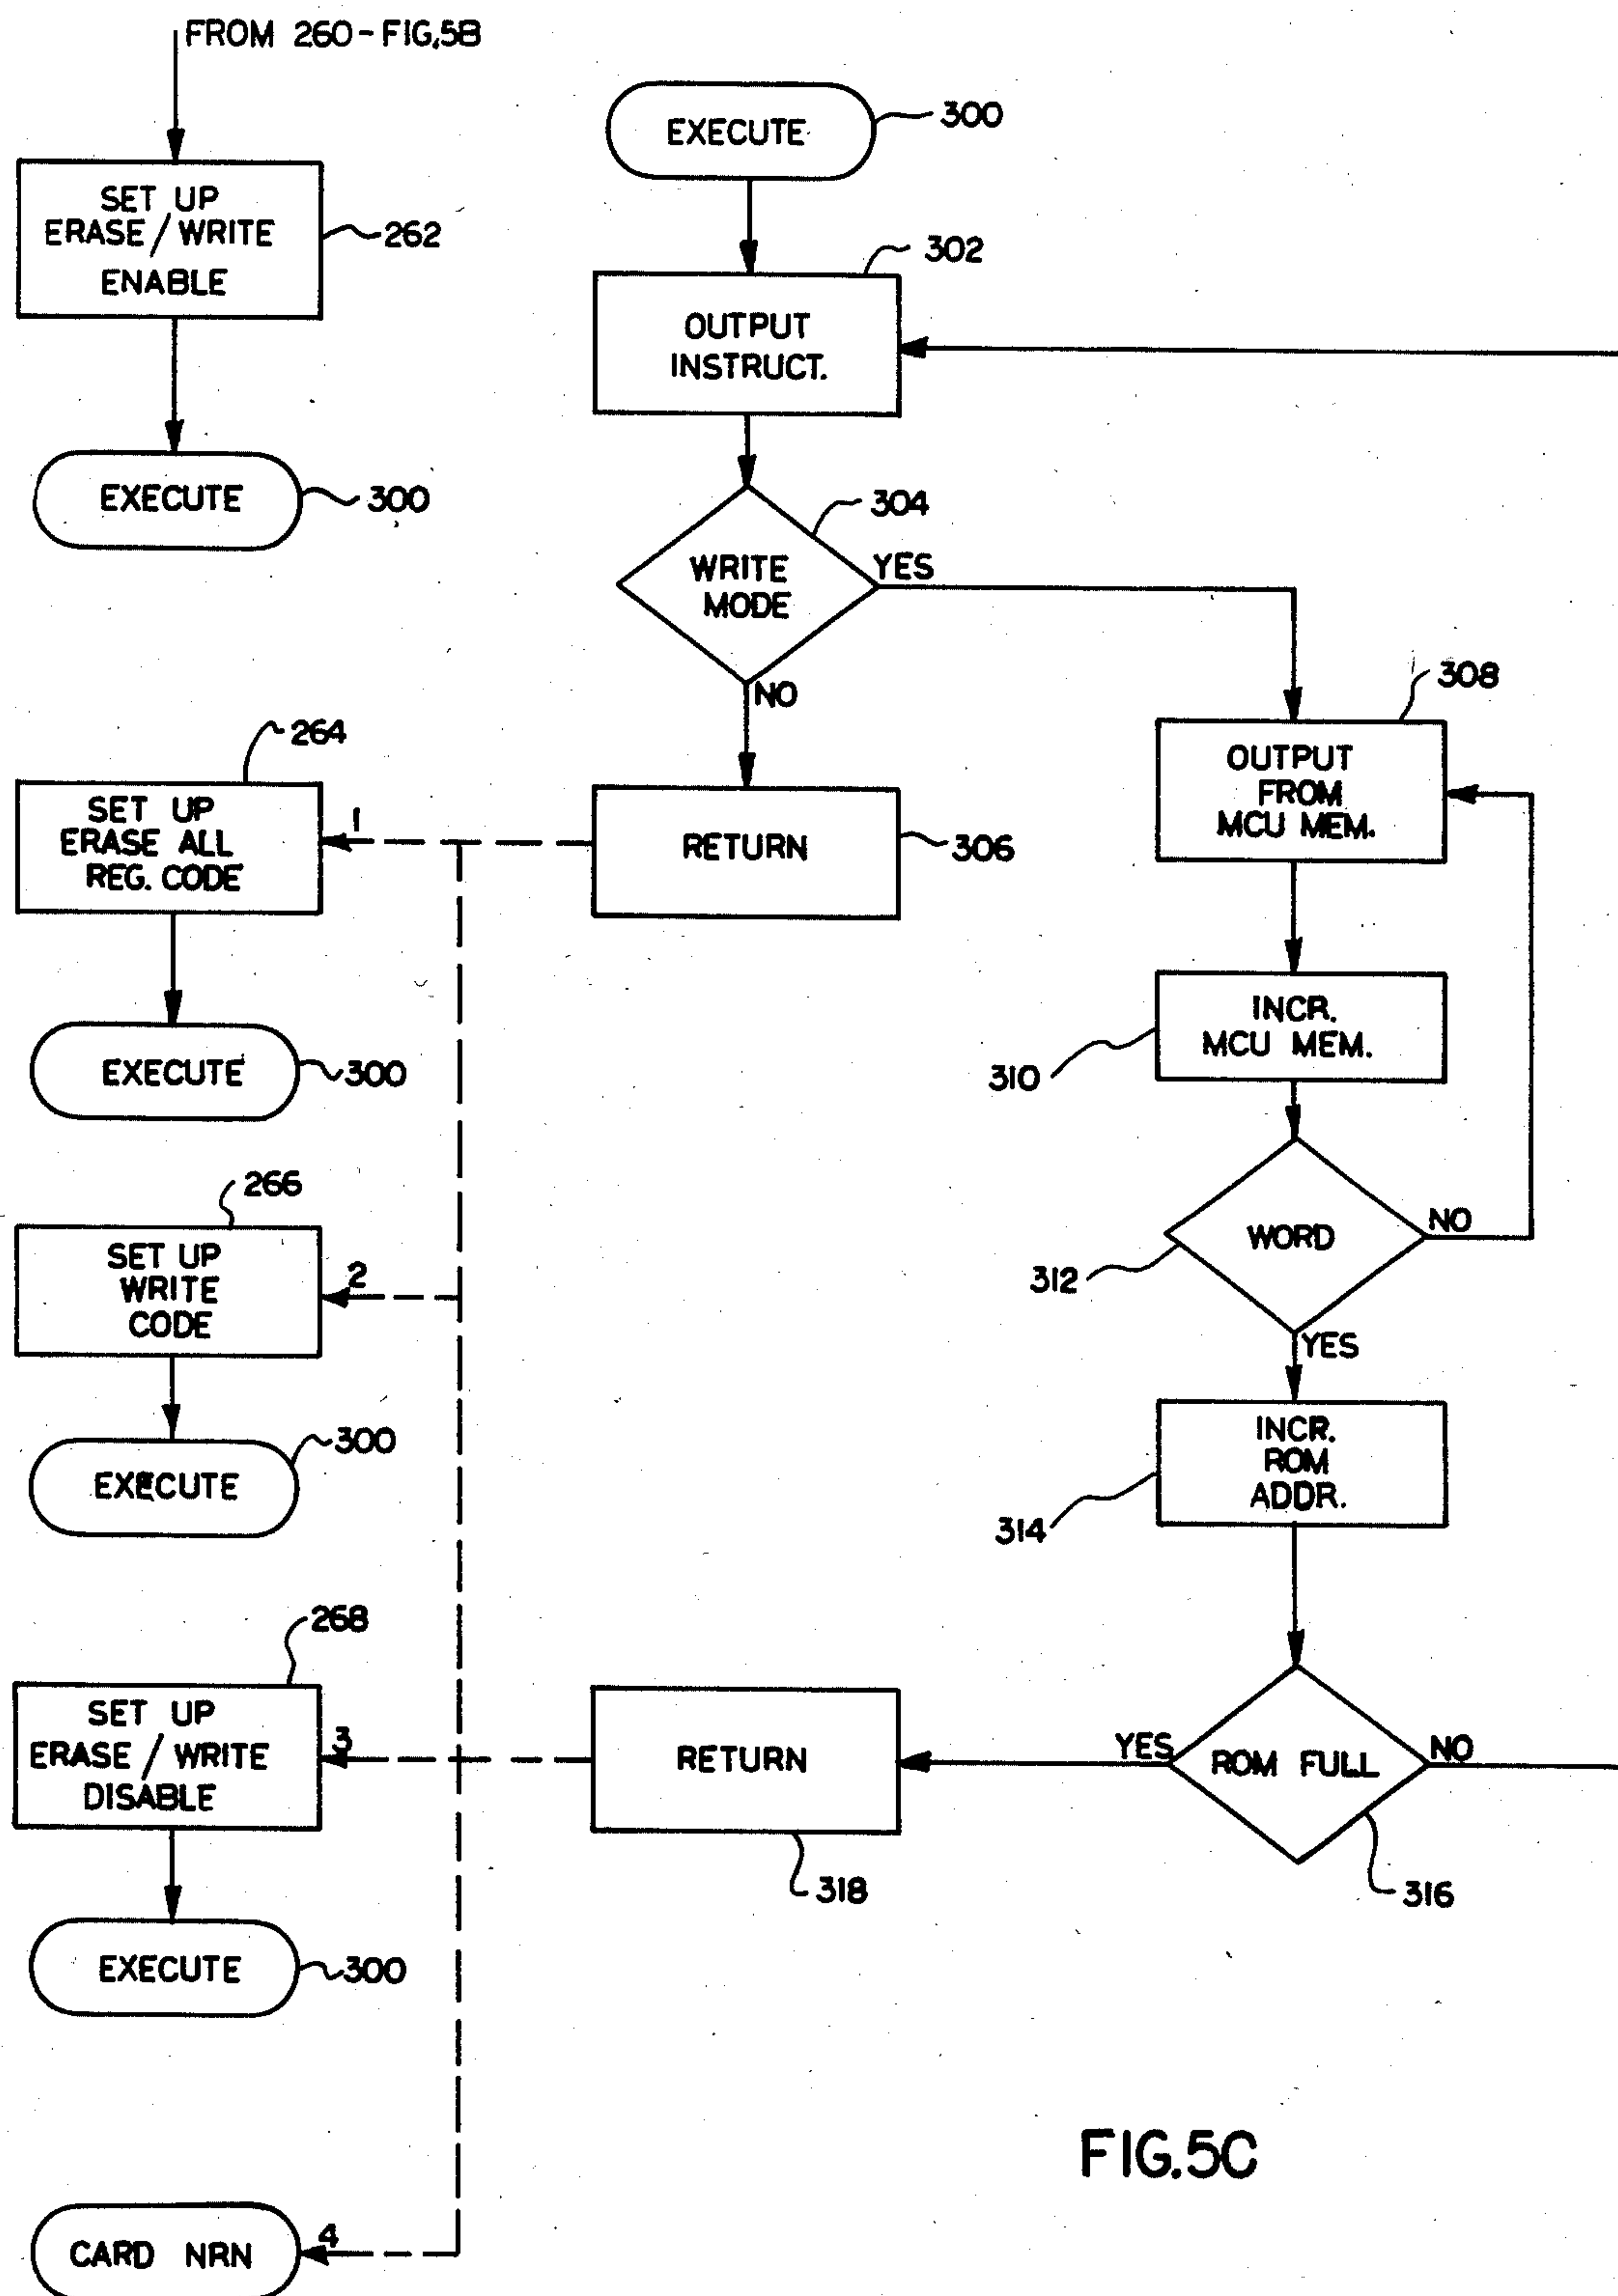 FROM 260-FIG,5B
SET UP
ERASE/WRITE
ENABLE
262
EXECUTE
300
264
SET UP
ERASE ALL
REG. CODE
1
EXECUTE
300
266
SET UP
WRITE
CODE
2
EXECUTE
300
268
SET UP
ERASE/WRITE
DISABLE
3
EXECUTE
300
CARD NRN
4
EXECUTE
300
302
OUTPUT
INSTRUCT.
304
WRITE
MODE
YES
NO
RETURN
306
308
OUTPUT
FROM
MCU MEM.
INCR.
MCU MEM.
310
WORD
NO
312
YES
INCR.
ROM
ADDR.
314
ROM FULL
YES
NO
316
RETURN
318
FIG.5C